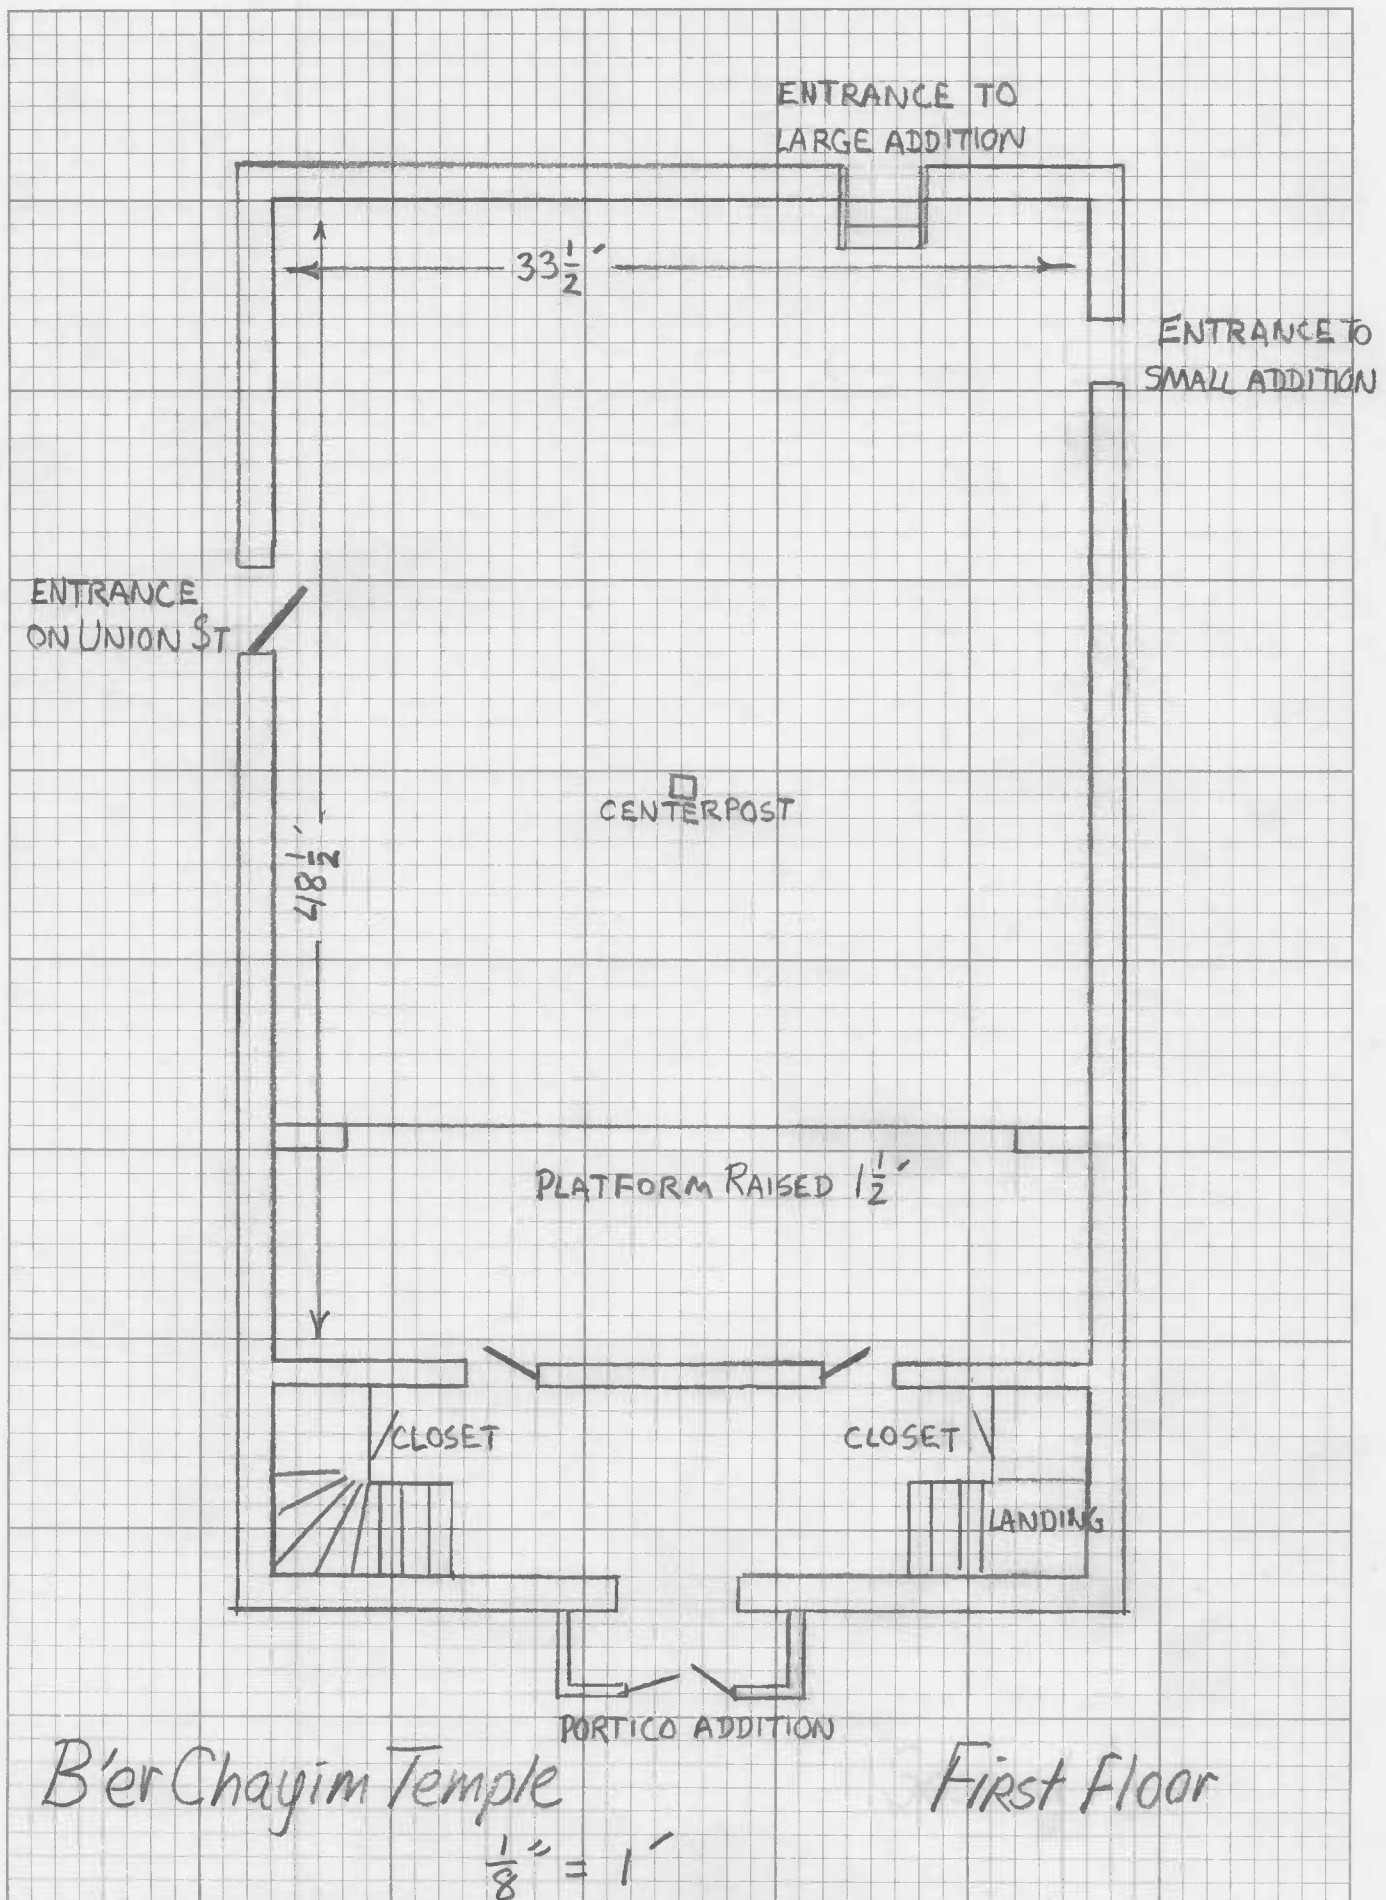 ENTRANCE TO
LARGE ADDITION
33 1/2 ′
ENTRANCE TO
SMALL ADDITION
ENTRANCE
ON UNION ST
CENTERPOST
48 1/2 ′
PLATFORM RAISED 1 1/2 ′
CLOSET
CLOSET
LANDING
PORTICO ADDITION
B'er Chayim Temple
First Floor
1/8 ″ = 1 ′